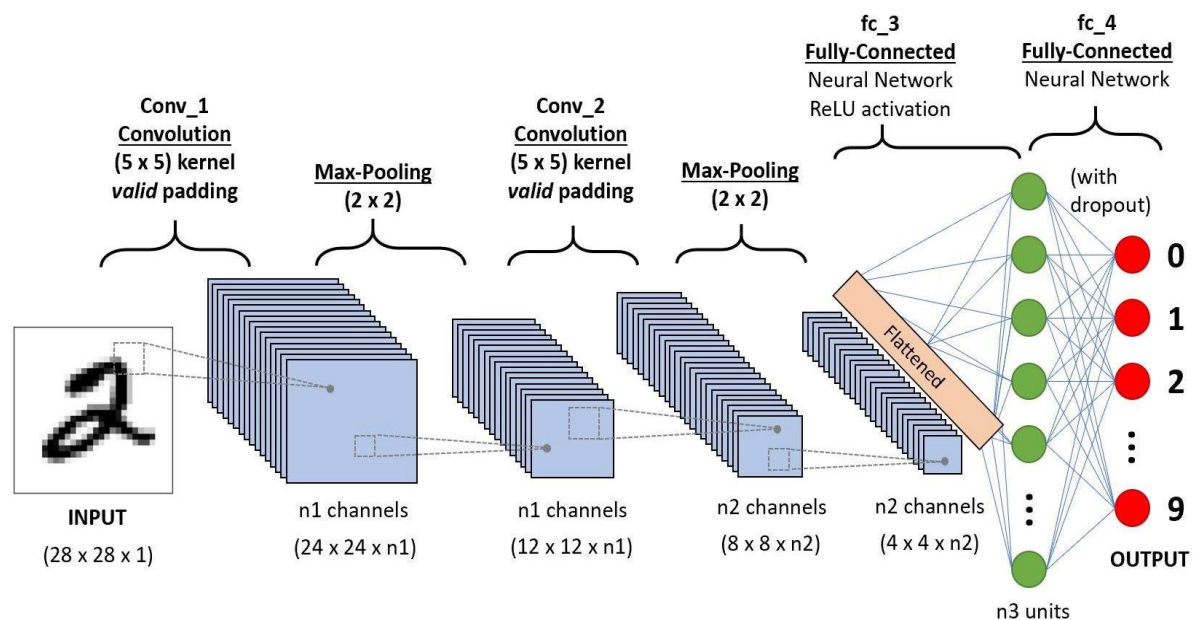 fc_3
Fully-Connected
Neural Network
ReLU activation
fc_4
Fully-Connected
Neural Network
Conv_1
Convolution
(5 x 5) kernel
valid padding
Max-Pooling
(2 x 2)
Conv_2
Convolution
(5 x 5) kernel
valid padding
Max-Pooling
(2 x 2)
(with
dropout)
0
1
2
9
Flattened
INPUT
(28 x 28 x 1)
n1 channels
(24 x 24 x n1)
n1 channels
(12 x 12 x n1)
n2 channels
(8 x 8 x n2)
n2 channels
(4 x 4 x n2)
OUTPUT
n3 units
2